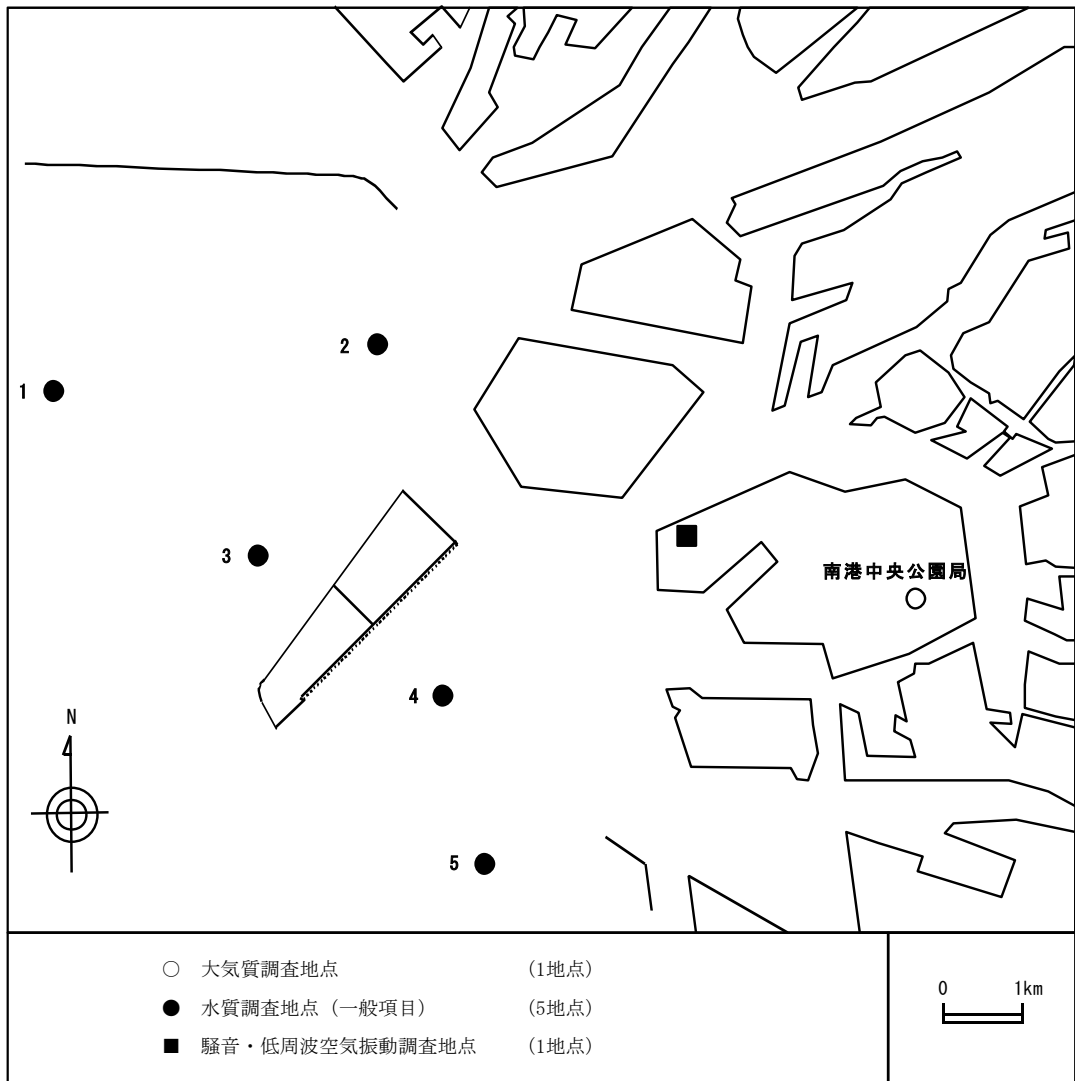 2
1
3
南港中央公園局
4
N
5
○ 大気質調査地点 (1地点)
● 水質調査地点（一般項目） (5地点)
■ 騒音・低周波空気振動調査地点 (1地点)
0 1km